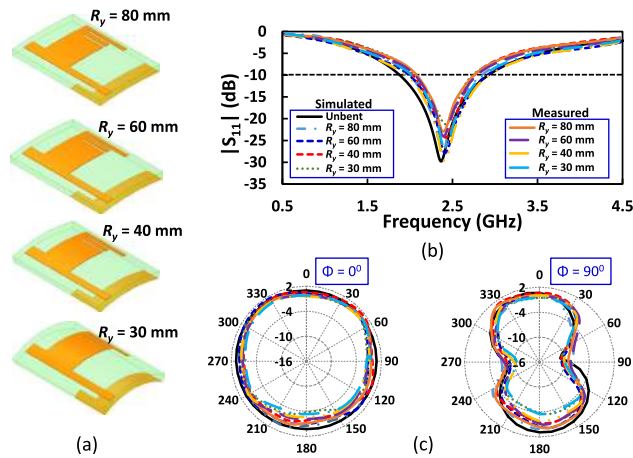 R_y = 80 mm
R_y = 60 mm
R_y = 40 mm
R_y = 30 mm
(a)
|S₁₁| (dB)
0
-5
-10
-15
-20
-25
-30
-35
Simulated
Unbent
R_y = 80 mm
R_y = 60 mm
R_y = 40 mm
R_y = 30 mm
Measured
R_y = 80 mm
R_y = 60 mm
R_y = 40 mm
R_y = 30 mm
0.5
1.5
2.5
3.5
4.5
Frequency (GHz)
(b)
Φ = 0⁰
0
30
60
90
120
150
180
210
240
270
300
330
2
-4
-10
-16
Φ = 90⁰
0
30
60
90
120
150
180
210
240
270
300
330
2
-4
-10
-16
(c)